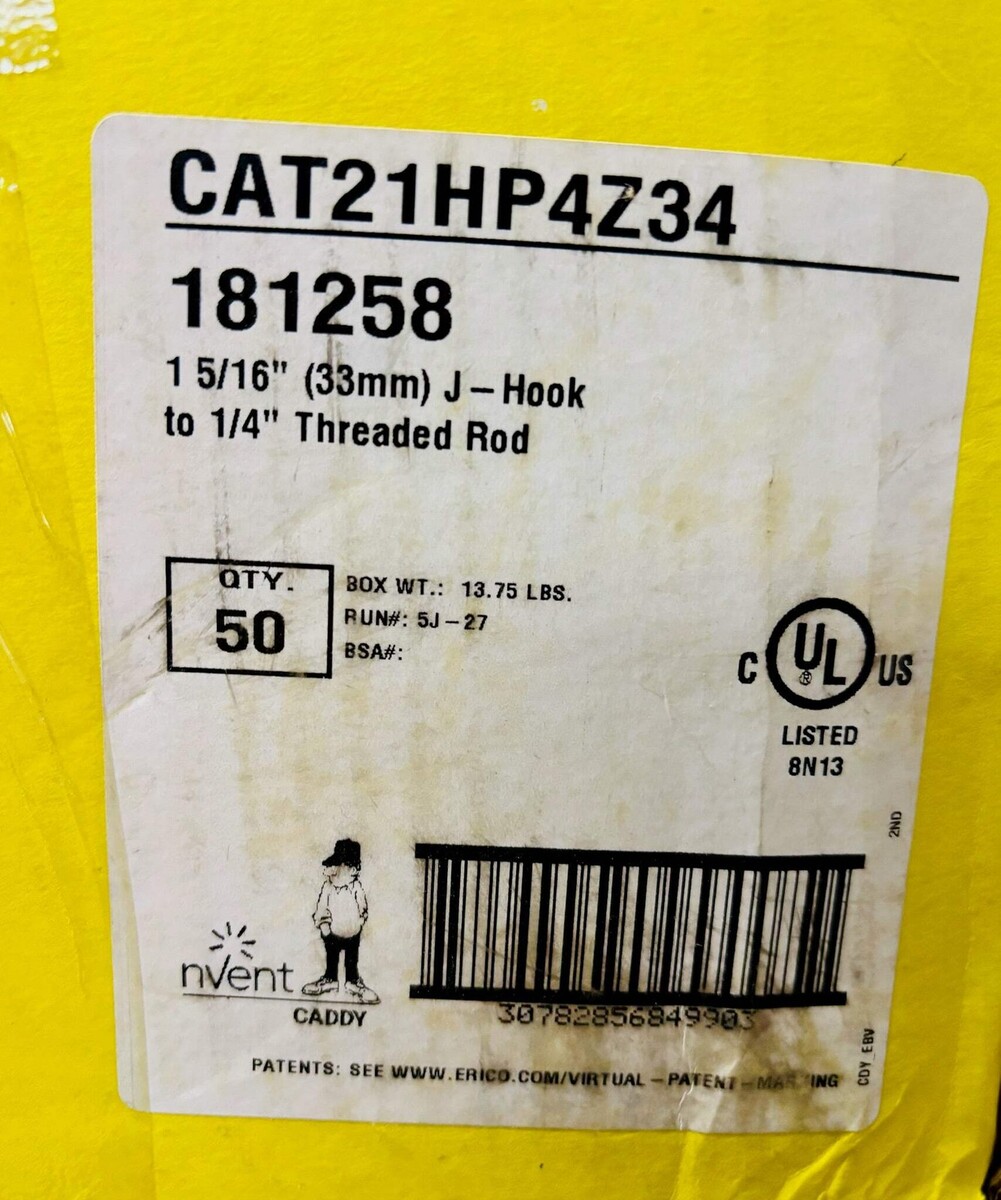 CAT21HP4Z34
181258
1 5/16" (33mm) J-Hook
to 1/4" Threaded Rod
QTY.
50
BOX WT.: 13.75 LBS.
RUN#: 5J-27
BSA#:
C UL® US
LISTED
8N13
2ND
nVent
CADDY
30782856849903
CDY_EBV
PATENTS: SEE WWW.ERICO.COM/VIRTUAL-PATENT-